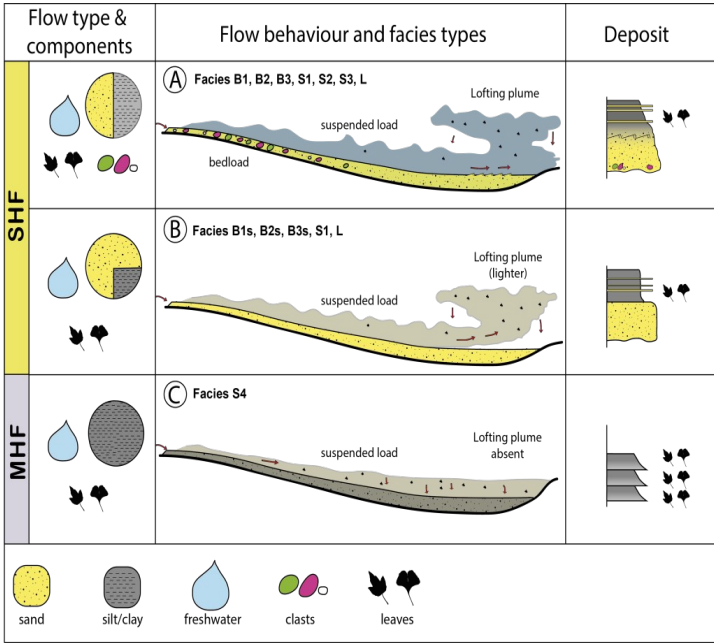 Flow type &
components
Flow behaviour and facies types
Deposit
SHF
A
Facies B1, B2, B3, S1, S2, S3, L
Lofting plume
suspended load
bedload
B
Facies B1s, B2s, B3s, S1, L
Lofting plume
(lighter)
suspended load
MHF
C
Facies S4
Lofting plume
absent
suspended load
sand
silt/clay
freshwater
clasts
leaves